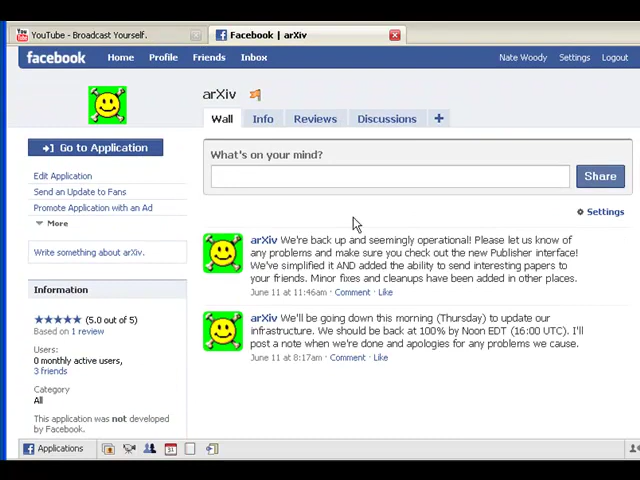 YouTube - Broadcast Yourself.
Facebook | arXiv
facebook Home Profile Friends Inbox Nate Woody Settings Logout
arXiv
Wall Info Reviews Discussions +
Go to Application
What's on your mind?
Share
Edit Application
Send an Update to Fans
Promote Application with an Ad
More
Settings
Write something about arXiv.
arXiv We're back up and seemingly operational! Please let us know of
any problems and make sure you check out the new Publisher interface!
We've simplified it AND added the ability to send interesting papers to
your friends. Minor fixes and cleanups have been added in other places.
June 11 at 11:46am · Comment · Like
Information
★★★★★ (5.0 out of 5)
Based on 1 review
Users:
0 monthly active users,
3 friends
Category
All
This application was not developed
by Facebook.
arXiv We'll be going down this morning (Thursday) to update our
infrastructure. We should be back at 100% by Noon EDT (16:00 UTC). I'll
post a note when we're done and apologies for any problems we cause.
June 11 at 8:17am · Comment · Like
Applications
31